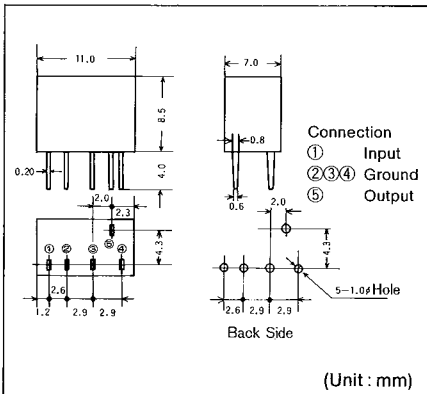 11.0
7.0
8.5
4.0
0.20
0.8
0.6
Connection
① Input
②③④ Ground
⑤ Output
2.0
2.3
⑤
4.3
① ② ③ ④
2.6
2.9
1.2
2.9
2.0
4.3
2.6
2.9
2.9
5-1.0φ Hole
Back Side
(Unit : mm)